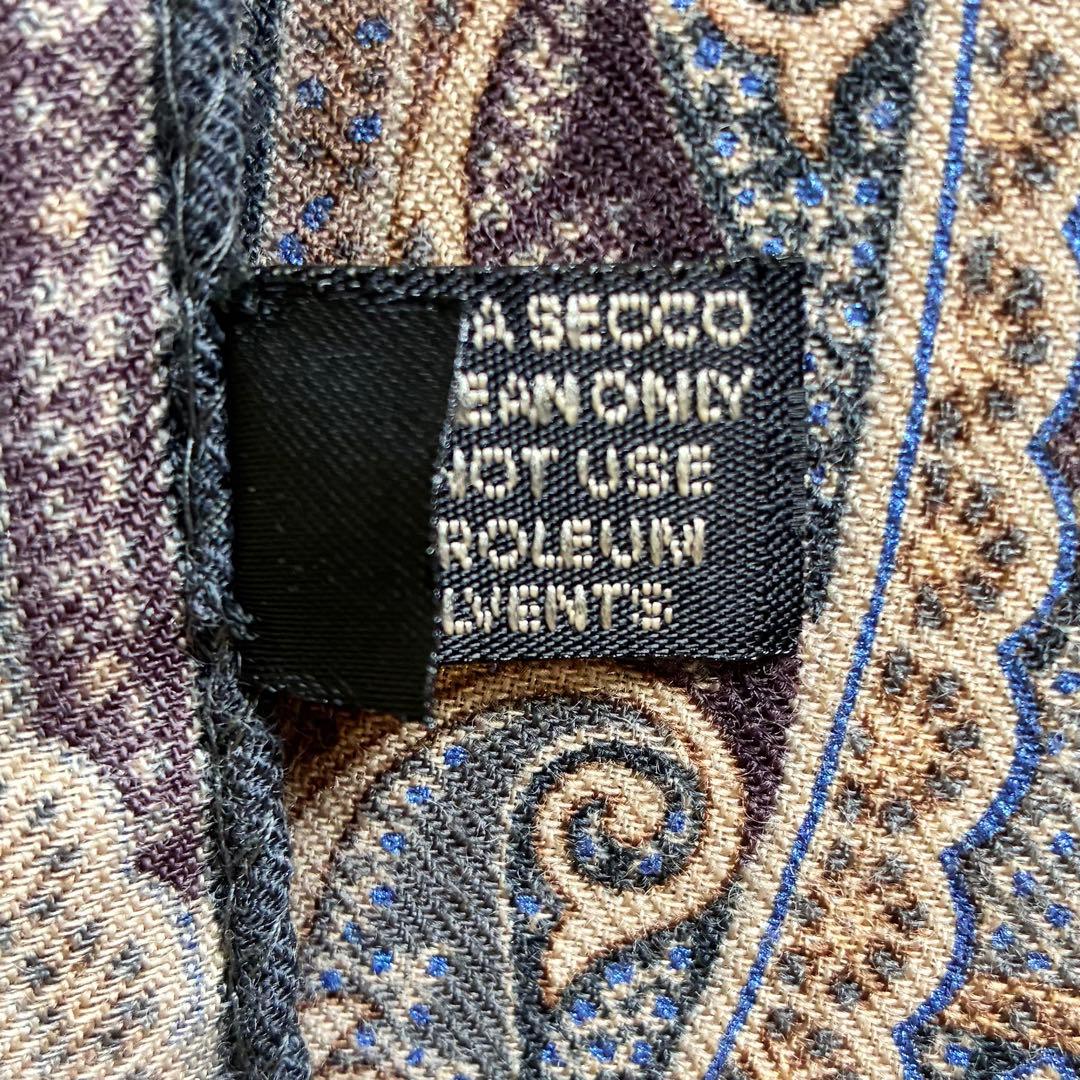 A SECCO
EAN ONLY
NOT USE
ROLEUM
LVENTS